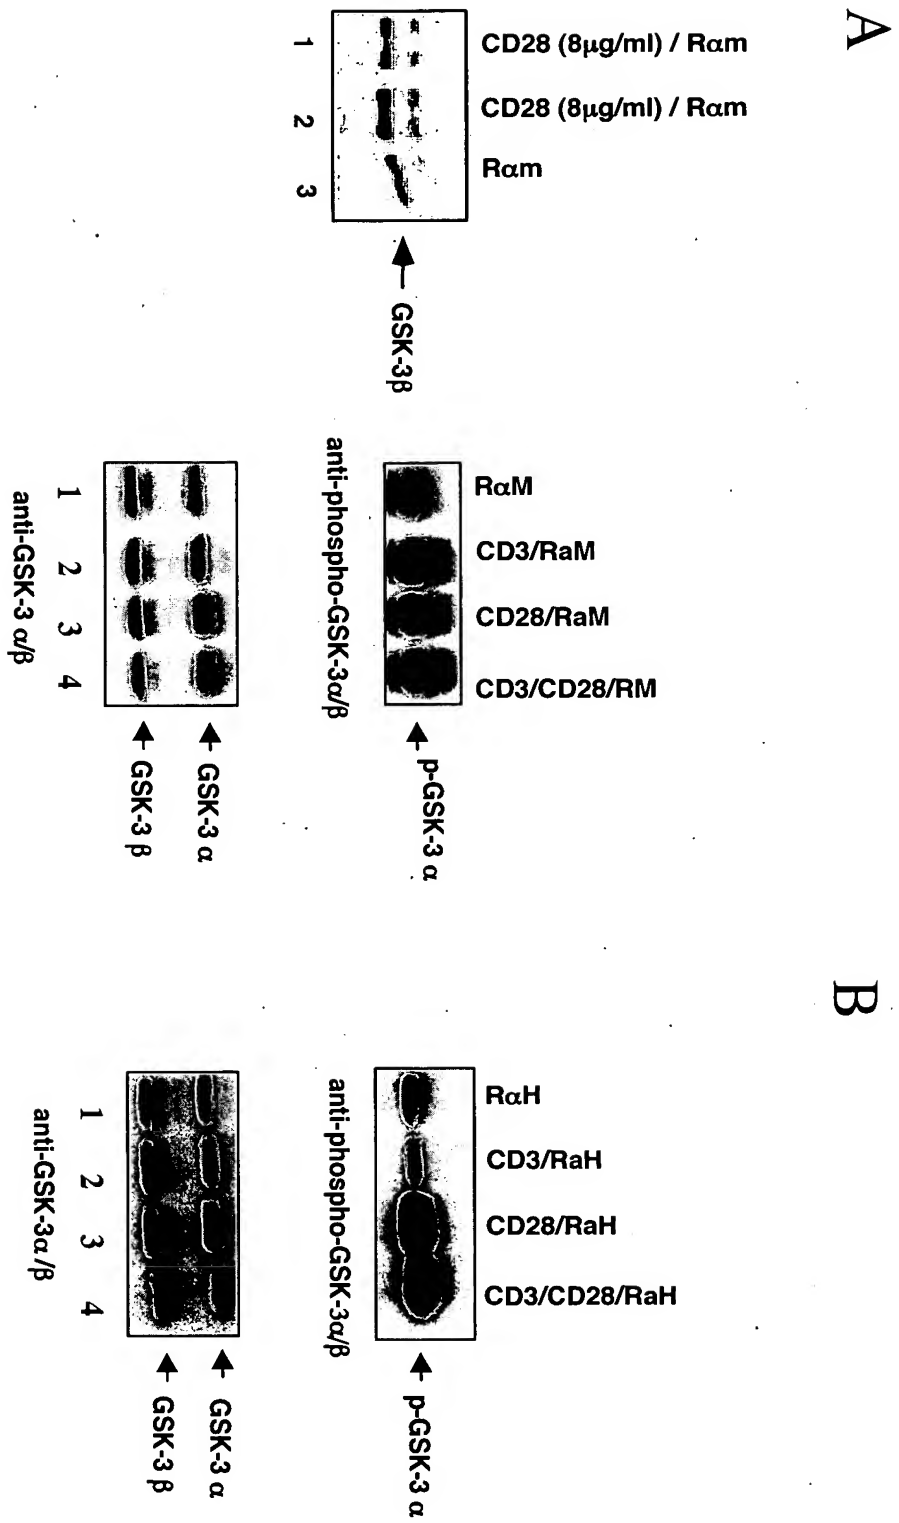 A
CD28 (8µg/ml) / Rαm
CD28 (8µg/ml) / Rαm
Rαm
GSK-3β
1
2
3
RαM
CD3/RaM
CD28/RaM
CD3/CD28/RM
p-GSK-3 α
anti-phospho-GSK-3α/β
GSK-3 α
GSK-3 β
1
2
3
4
anti-GSK-3 α/β
B
RαH
CD3/RaH
CD28/RaH
CD3/CD28/RaH
p-GSK-3 α
anti-phospho-GSK-3α/β
GSK-3 α
GSK-3 β
1
2
3
4
anti-GSK-3α/β